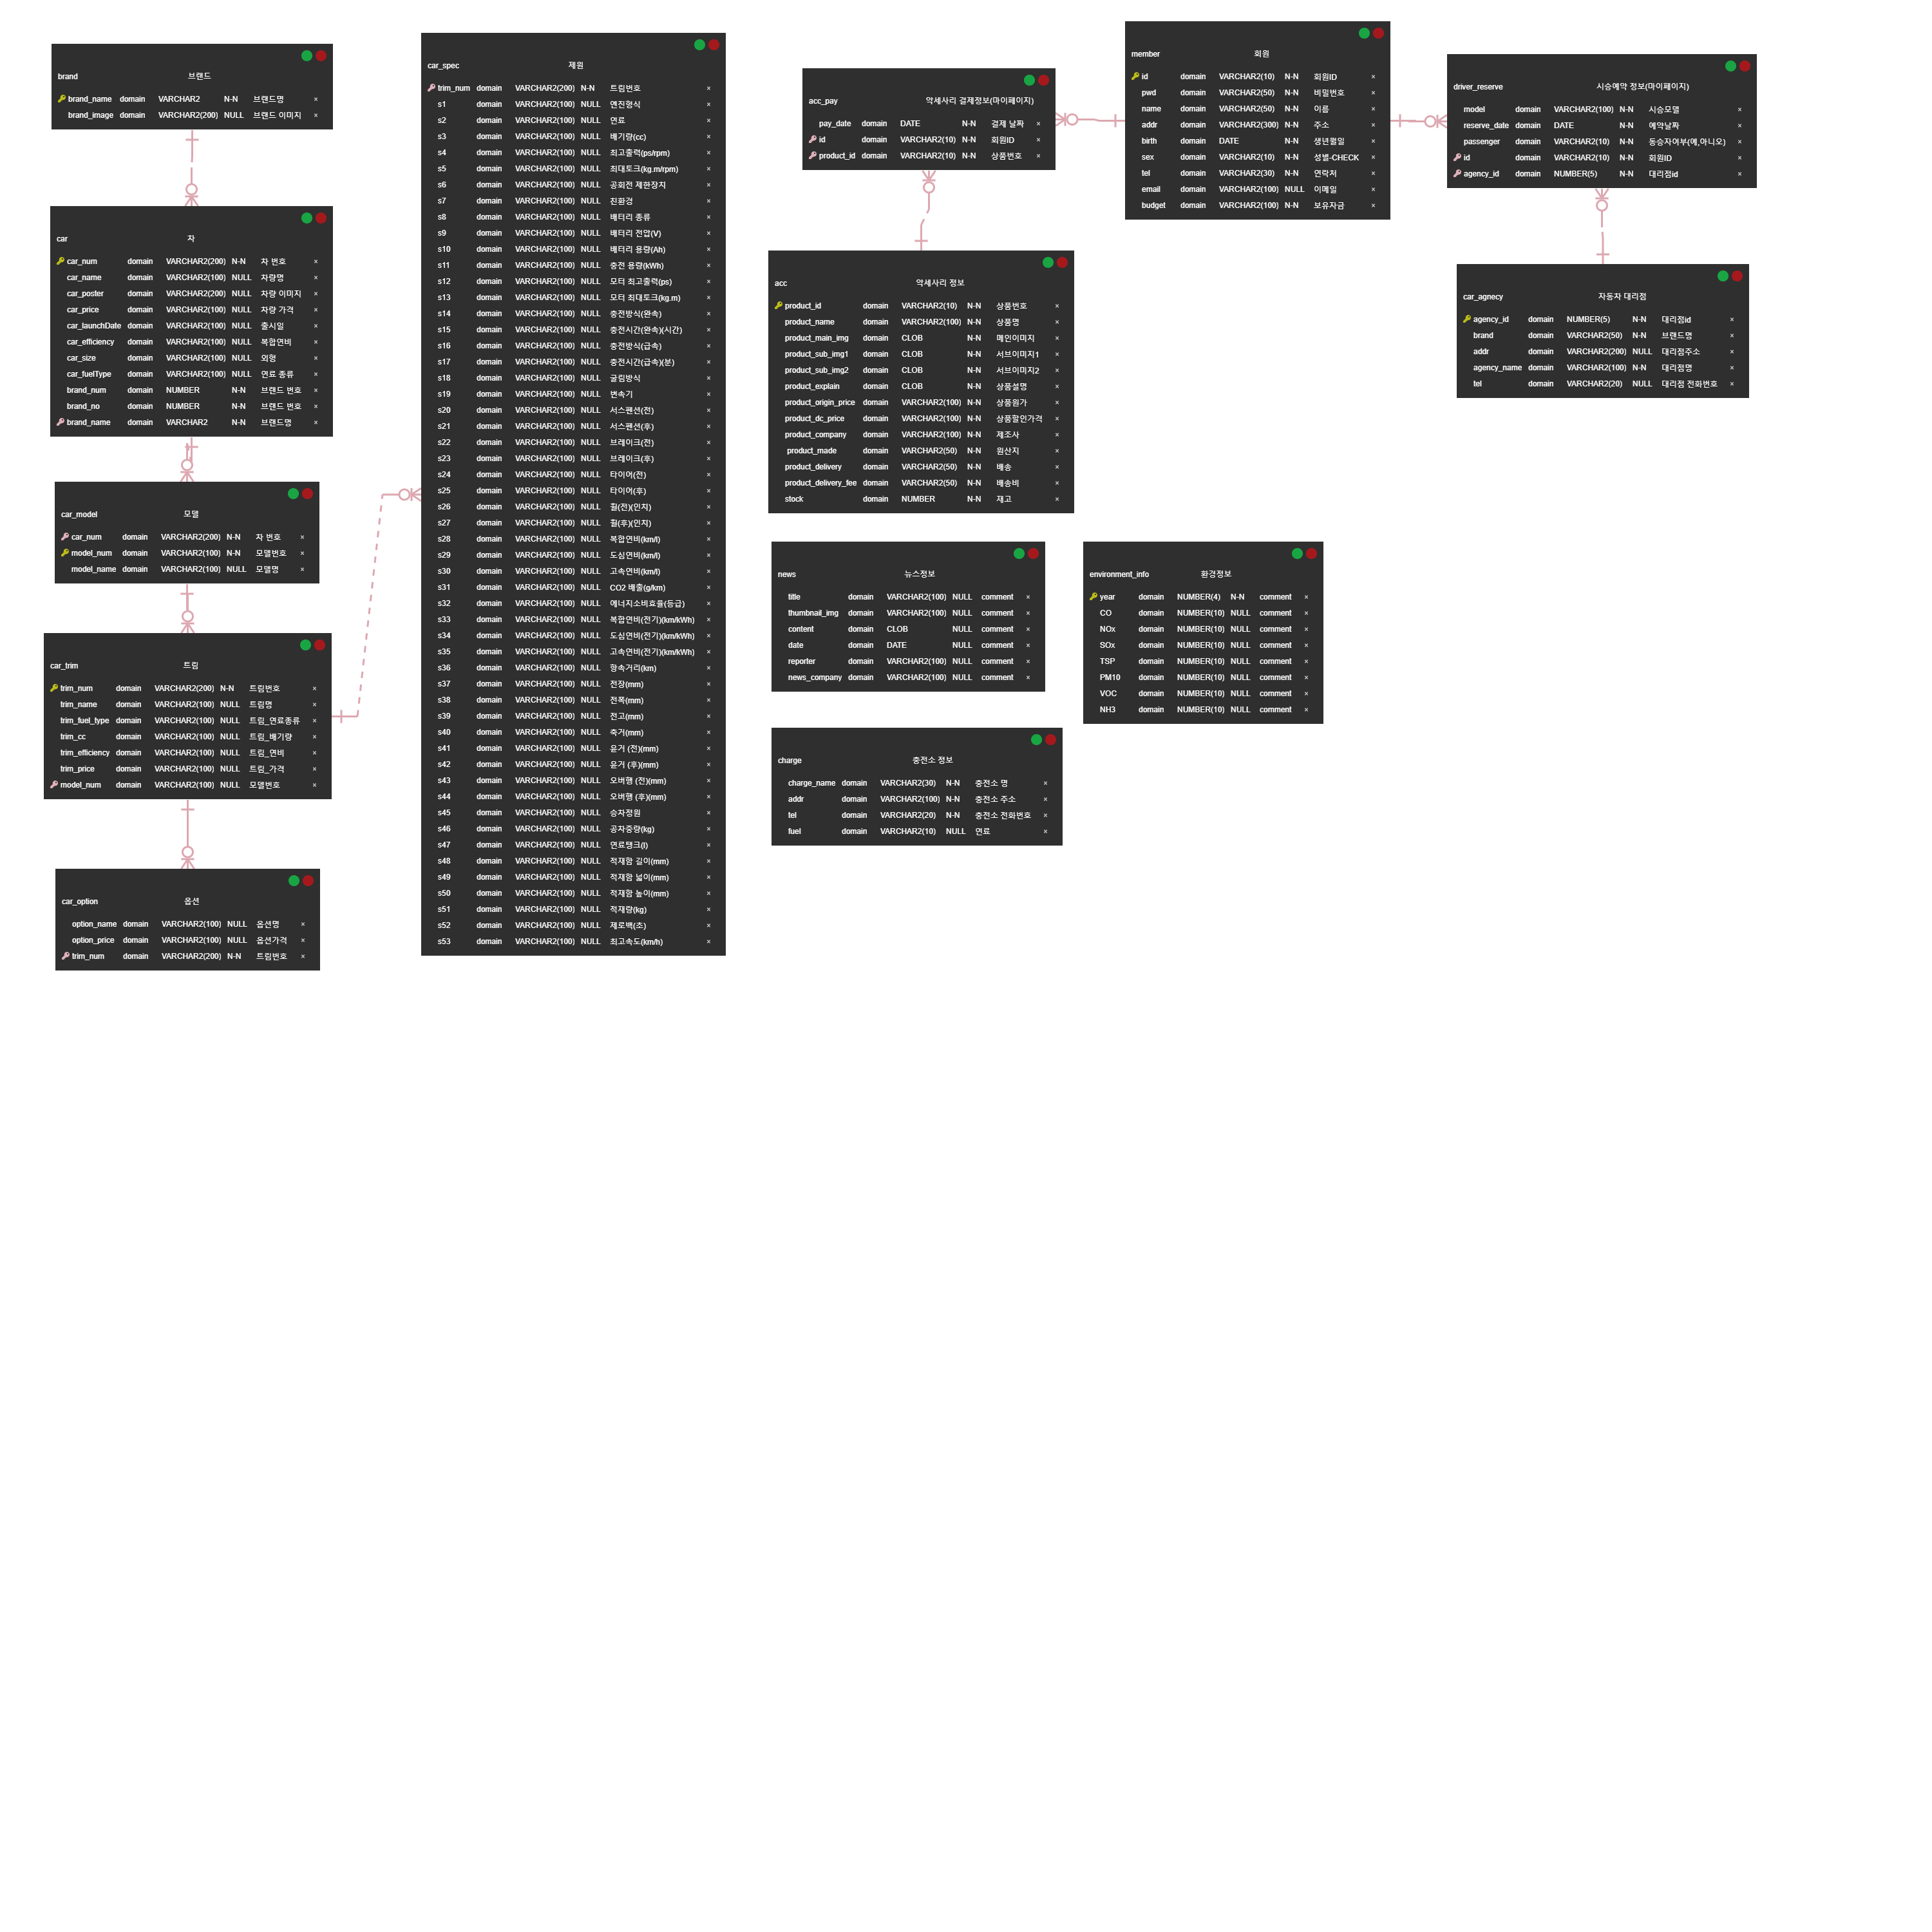 brand 브랜드
brand_name domain VARCHAR2 N-N 브랜드명 ×
brand_image domain VARCHAR2(200) NULL 브랜드 이미지 ×
car 차
car_num domain VARCHAR2(200) N-N 차 번호 ×
car_name domain VARCHAR2(100) NULL 차량명 ×
car_poster domain VARCHAR2(200) NULL 차량 이미지 ×
car_price domain VARCHAR2(100) NULL 차량 가격 ×
car_launchDate domain VARCHAR2(100) NULL 출시일 ×
car_efficiency domain VARCHAR2(100) NULL 복합연비 ×
car_size domain VARCHAR2(100) NULL 외형 ×
car_fuelType domain VARCHAR2(100) NULL 연료 종류 ×
brand_num domain NUMBER N-N 브랜드 번호 ×
brand_no domain NUMBER N-N 브랜드 번호 ×
brand_name domain VARCHAR2 N-N 브랜드명 ×
car_model 모델
car_num domain VARCHAR2(200) N-N 차 번호 ×
model_num domain VARCHAR2(100) N-N 모델번호 ×
model_name domain VARCHAR2(100) NULL 모델명 ×
car_trim 트림
trim_num domain VARCHAR2(200) N-N 트림번호 ×
trim_name domain VARCHAR2(100) NULL 트림명 ×
trim_fuel_type domain VARCHAR2(100) NULL 트림_연료종류 ×
trim_cc domain VARCHAR2(100) NULL 트림_배기량 ×
trim_efficiency domain VARCHAR2(100) NULL 트림_연비 ×
trim_price domain VARCHAR2(100) NULL 트림_가격 ×
model_num domain VARCHAR2(100) NULL 모델번호 ×
car_option 옵션
option_name domain VARCHAR2(100) NULL 옵션명 ×
option_price domain VARCHAR2(100) NULL 옵션가격 ×
trim_num domain VARCHAR2(200) N-N 트림번호 ×
car_spec 제원
trim_num domain VARCHAR2(200) N-N 트림번호 ×
s1 domain VARCHAR2(100) NULL 엔진형식 ×
s2 domain VARCHAR2(100) NULL 연료 ×
s3 domain VARCHAR2(100) NULL 배기량(cc) ×
s4 domain VARCHAR2(100) NULL 최고출력(ps/rpm) ×
s5 domain VARCHAR2(100) NULL 최대토크(kg.m/rpm) ×
s6 domain VARCHAR2(100) NULL 공회전 제한장치 ×
s7 domain VARCHAR2(100) NULL 친환경 ×
s8 domain VARCHAR2(100) NULL 배터리 종류 ×
s9 domain VARCHAR2(100) NULL 배터리 전압(V) ×
s10 domain VARCHAR2(100) NULL 배터리 용량(Ah) ×
s11 domain VARCHAR2(100) NULL 충전 용량(kWh) ×
s12 domain VARCHAR2(100) NULL 모터 최고출력(ps) ×
s13 domain VARCHAR2(100) NULL 모터 최대토크(kg.m) ×
s14 domain VARCHAR2(100) NULL 충전방식(완속) ×
s15 domain VARCHAR2(100) NULL 충전시간(완속)(시간) ×
s16 domain VARCHAR2(100) NULL 충전방식(급속) ×
s17 domain VARCHAR2(100) NULL 충전시간(급속)(분) ×
s18 domain VARCHAR2(100) NULL 굴림방식 ×
s19 domain VARCHAR2(100) NULL 변속기 ×
s20 domain VARCHAR2(100) NULL 서스팬션(전) ×
s21 domain VARCHAR2(100) NULL 서스팬션(후) ×
s22 domain VARCHAR2(100) NULL 브레이크(전) ×
s23 domain VARCHAR2(100) NULL 브레이크(후) ×
s24 domain VARCHAR2(100) NULL 타이어(전) ×
s25 domain VARCHAR2(100) NULL 타이어(후) ×
s26 domain VARCHAR2(100) NULL 휠(전)(인치) ×
s27 domain VARCHAR2(100) NULL 휠(후)(인치) ×
s28 domain VARCHAR2(100) NULL 복합연비(km/l) ×
s29 domain VARCHAR2(100) NULL 도심연비(km/l) ×
s30 domain VARCHAR2(100) NULL 고속연비(km/l) ×
s31 domain VARCHAR2(100) NULL CO2 배출(g/km) ×
s32 domain VARCHAR2(100) NULL 에너지소비효율(등급) ×
s33 domain VARCHAR2(100) NULL 복합연비(전기)(km/kWh) ×
s34 domain VARCHAR2(100) NULL 도심연비(전기)(km/kWh) ×
s35 domain VARCHAR2(100) NULL 고속연비(전기)(km/kWh) ×
s36 domain VARCHAR2(100) NULL 항속거리(km) ×
s37 domain VARCHAR2(100) NULL 전장(mm) ×
s38 domain VARCHAR2(100) NULL 전폭(mm) ×
s39 domain VARCHAR2(100) NULL 전고(mm) ×
s40 domain VARCHAR2(100) NULL 축거(mm) ×
s41 domain VARCHAR2(100) NULL 윤거 (전)(mm) ×
s42 domain VARCHAR2(100) NULL 윤거 (후)(mm) ×
s43 domain VARCHAR2(100) NULL 오버행 (전)(mm) ×
s44 domain VARCHAR2(100) NULL 오버행 (후)(mm) ×
s45 domain VARCHAR2(100) NULL 승차정원 ×
s46 domain VARCHAR2(100) NULL 공차중량(kg) ×
s47 domain VARCHAR2(100) NULL 연료탱크(l) ×
s48 domain VARCHAR2(100) NULL 적재함 길이(mm) ×
s49 domain VARCHAR2(100) NULL 적재함 넓이(mm) ×
s50 domain VARCHAR2(100) NULL 적재함 높이(mm) ×
s51 domain VARCHAR2(100) NULL 적재량(kg) ×
s52 domain VARCHAR2(100) NULL 제로백(초) ×
s53 domain VARCHAR2(100) NULL 최고속도(km/h) ×
acc_pay 악세사리 결제정보(마이페이지)
pay_date domain DATE N-N 결제 날짜 ×
id domain VARCHAR2(10) N-N 회원ID ×
product_id domain VARCHAR2(10) N-N 상품번호 ×
acc 악세사리 정보
product_id domain VARCHAR2(10) N-N 상품번호 ×
product_name domain VARCHAR2(100) N-N 상품명 ×
product_main_img domain CLOB N-N 메인이미지 ×
product_sub_img1 domain CLOB N-N 서브이미지1 ×
product_sub_img2 domain CLOB N-N 서브이미지2 ×
product_explain domain CLOB N-N 상품설명 ×
product_origin_price domain VARCHAR2(100) N-N 상품원가 ×
product_dc_price domain VARCHAR2(100) N-N 상품할인가격 ×
product_company domain VARCHAR2(100) N-N 제조사 ×
product_made domain VARCHAR2(50) N-N 원산지 ×
product_delivery domain VARCHAR2(50) N-N 배송 ×
product_delivery_fee domain VARCHAR2(50) N-N 배송비 ×
stock domain NUMBER N-N 재고 ×
news 뉴스정보
title domain VARCHAR2(100) NULL comment ×
thumbnail_img domain VARCHAR2(100) NULL comment ×
content domain CLOB NULL comment ×
date domain DATE NULL comment ×
reporter domain VARCHAR2(100) NULL comment ×
news_company domain VARCHAR2(100) NULL comment ×
charge 충전소 정보
charge_name domain VARCHAR2(30) N-N 충전소 명 ×
addr domain VARCHAR2(100) N-N 충전소 주소 ×
tel domain VARCHAR2(20) N-N 충전소 전화번호 ×
fuel domain VARCHAR2(10) NULL 연료 ×
member 회원
id domain VARCHAR2(10) N-N 회원ID ×
pwd domain VARCHAR2(50) N-N 비밀번호 ×
name domain VARCHAR2(50) N-N 이름 ×
addr domain VARCHAR2(300) N-N 주소 ×
birth domain DATE N-N 생년월일 ×
sex domain VARCHAR2(10) N-N 성별-CHECK ×
tel domain VARCHAR2(30) N-N 연락처 ×
email domain VARCHAR2(100) NULL 이메일 ×
budget domain VARCHAR2(100) N-N 보유자금 ×
environment_info 환경정보
year domain NUMBER(4) N-N comment ×
CO domain NUMBER(10) NULL comment ×
NOx domain NUMBER(10) NULL comment ×
SOx domain NUMBER(10) NULL comment ×
TSP domain NUMBER(10) NULL comment ×
PM10 domain NUMBER(10) NULL comment ×
VOC domain NUMBER(10) NULL comment ×
NH3 domain NUMBER(10) NULL comment ×
driver_reserve 시승예약 정보(마이페이지)
model domain VARCHAR2(100) N-N 시승모델 ×
reserve_date domain DATE N-N 예약날짜 ×
passenger domain VARCHAR2(10) N-N 동승자여부(예,아니오) ×
id domain VARCHAR2(10) N-N 회원ID ×
agency_id domain NUMBER(5) N-N 대리점id ×
car_agnecy 자동차 대리점
agency_id domain NUMBER(5) N-N 대리점id ×
brand domain VARCHAR2(50) N-N 브랜드명 ×
addr domain VARCHAR2(200) NULL 대리점주소 ×
agency_name domain VARCHAR2(100) N-N 대리점명 ×
tel domain VARCHAR2(20) NULL 대리점 전화번호 ×